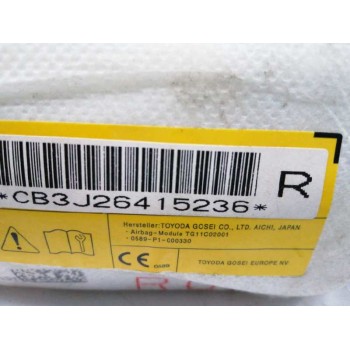 R
*CB3J26415236*
Hersteller:TOYODA GOSEI CO., LTD. AICHI, JAPAN
-Airbag-Module TG11C00001
-0589-P1-000330
CE 0589
TOYODA GOSEI EUROPE NV
R